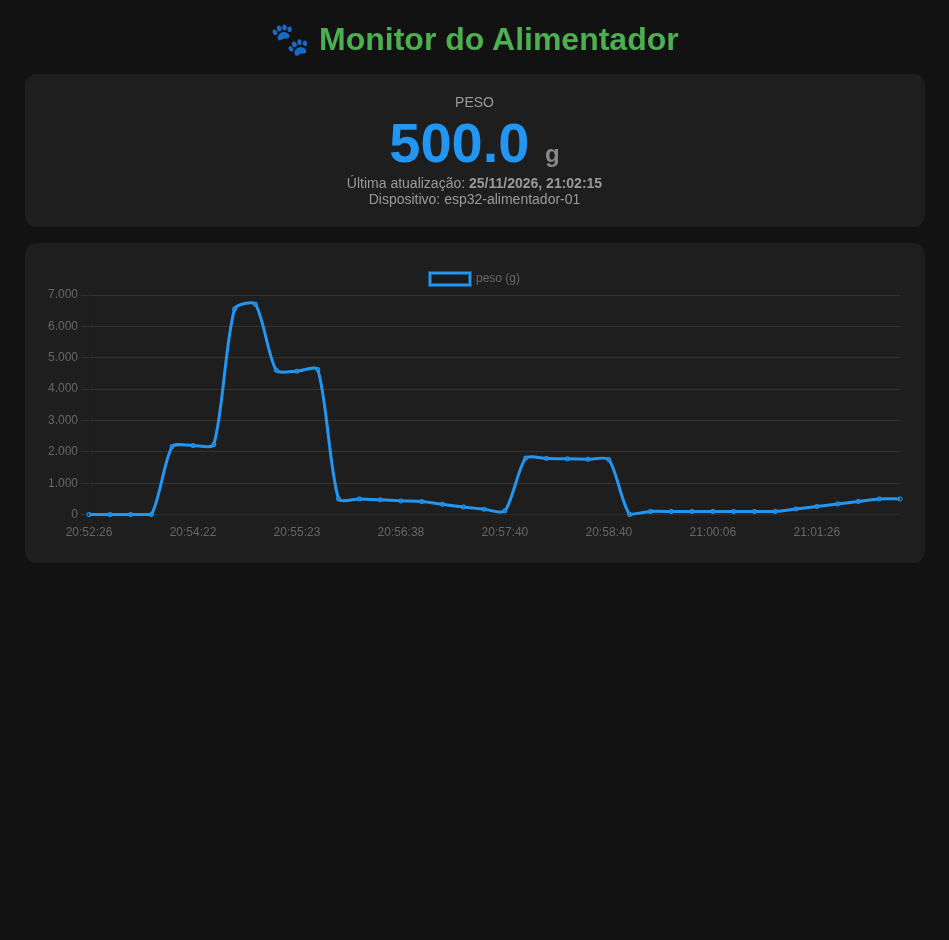 🐾 Monitor do Alimentador
PESO
500.0 g
Última atualização: 25/11/2026, 21:02:15
Dispositivo: esp32-alimentador-01
peso (g)
7.000
6.000
5.000
4.000
3.000
2.000
1.000
0
20:52:26 20:54:22 20:55:23 20:56:38 20:57:40 20:58:40 21:00:06 21:01:26